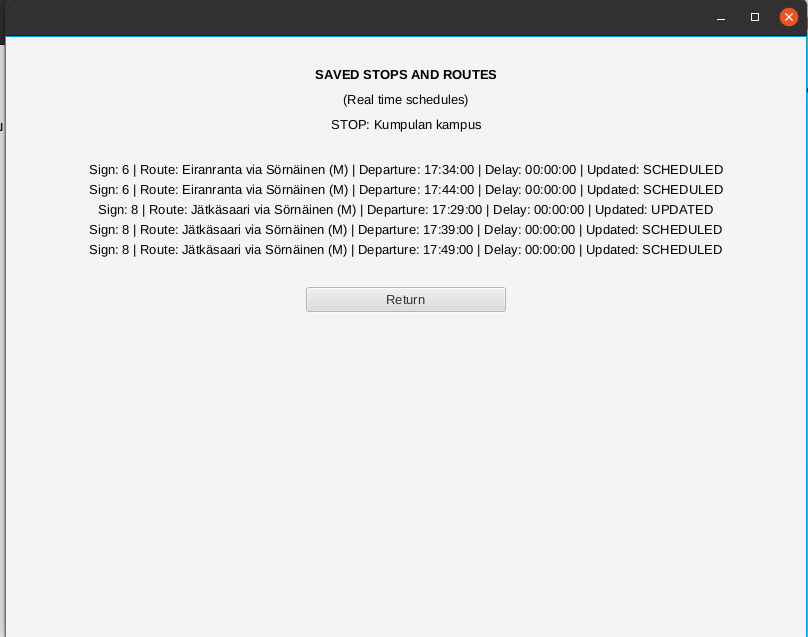 SAVED STOPS AND ROUTES
(Real time schedules)
STOP: Kumpulan kampus
Sign: 6 | Route: Eiranranta via Sörnäinen (M) | Departure: 17:34:00 | Delay: 00:00:00 | Updated: SCHEDULED
Sign: 6 | Route: Eiranranta via Sörnäinen (M) | Departure: 17:44:00 | Delay: 00:00:00 | Updated: SCHEDULED
Sign: 8 | Route: Jätkäsaari via Sörnäinen (M) | Departure: 17:29:00 | Delay: 00:00:00 | Updated: UPDATED
Sign: 8 | Route: Jätkäsaari via Sörnäinen (M) | Departure: 17:39:00 | Delay: 00:00:00 | Updated: SCHEDULED
Sign: 8 | Route: Jätkäsaari via Sörnäinen (M) | Departure: 17:49:00 | Delay: 00:00:00 | Updated: SCHEDULED
Return